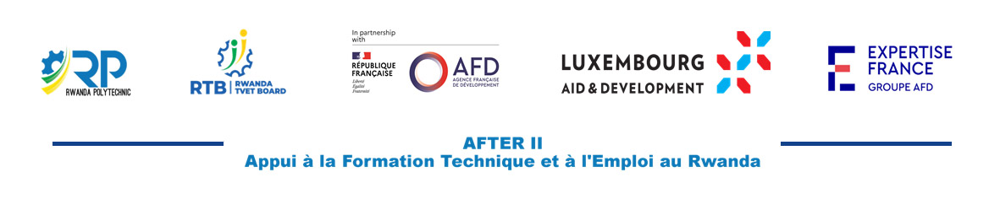 RP
RWANDA POLYTECHNIC
RTB
RWANDA
TVET BOARD
In partnership
with
RÉPUBLIQUE
FRANÇAISE
Liberté
Égalité
Fraternité
AFD
AGENCE FRANÇAISE
DE DÉVELOPPEMENT
LUXEMBOURG
AID & DEVELOPMENT
EXPERTISE
FRANCE
GROUPE AFD
AFTER II
Appui à la Formation Technique et à l'Emploi au Rwanda